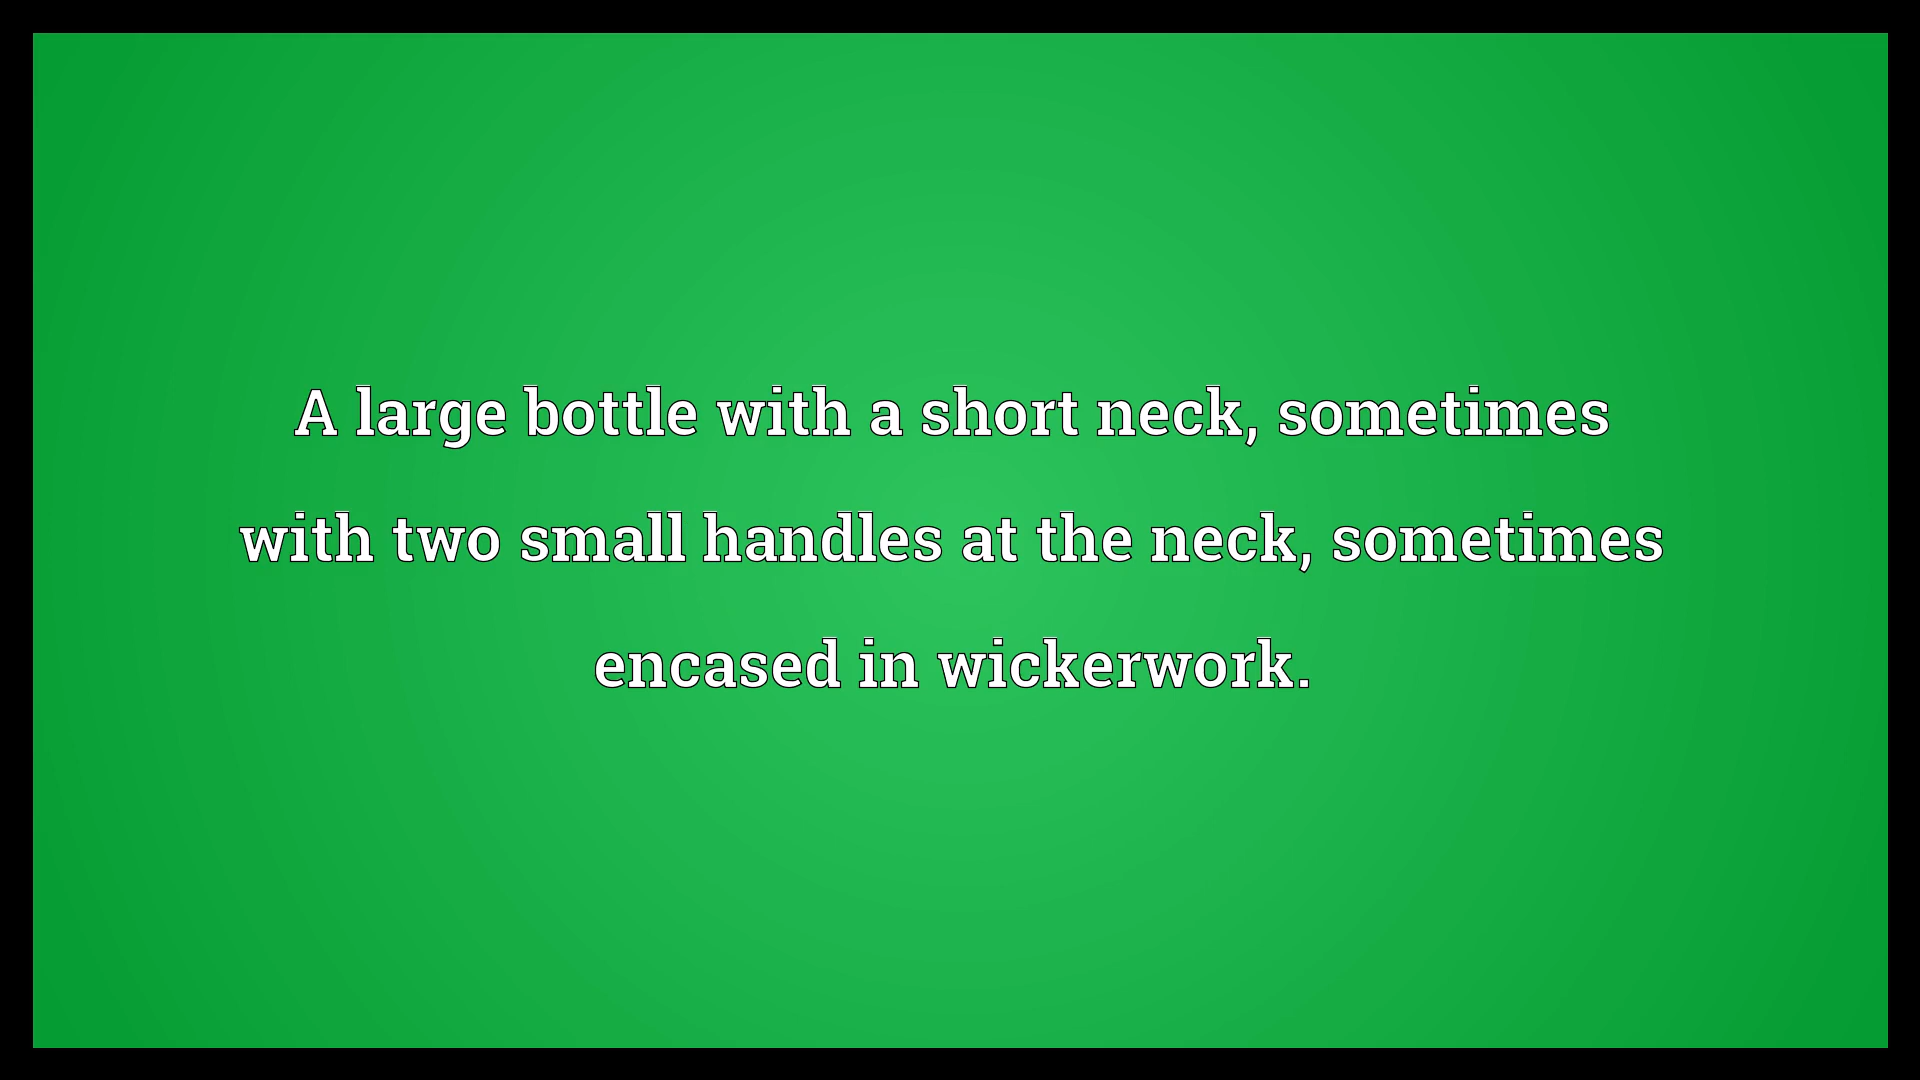 A large bottle with a short neck, sometimes
with two small handles at the neck, sometimes
encased in wickerwork.